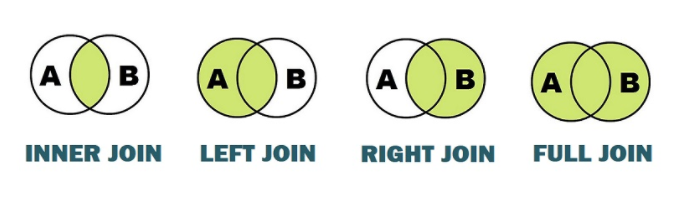 A B
A B
A B
A B
INNER JOIN
LEFT JOIN
RIGHT JOIN
FULL JOIN